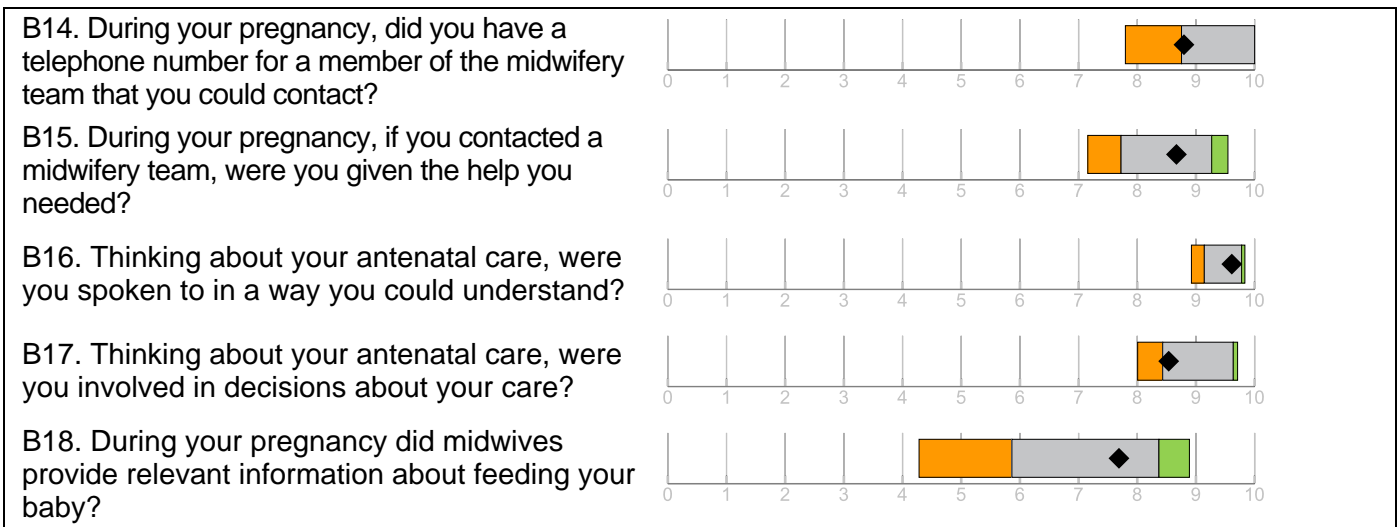 B14. During your pregnancy, did you have a
telephone number for a member of the midwifery
team that you could contact?
0 1 2 3 4 5 6 7 8 9 10
B15. During your pregnancy, if you contacted a
midwifery team, were you given the help you
needed?
0 1 2 3 4 5 6 7 8 9 10
B16. Thinking about your antenatal care, were
you spoken to in a way you could understand?
0 1 2 3 4 5 6 7 8 9 10
B17. Thinking about your antenatal care, were
you involved in decisions about your care?
0 1 2 3 4 5 6 7 8 9 10
B18. During your pregnancy did midwives
provide relevant information about feeding your
baby?
0 1 2 3 4 5 6 7 8 9 10